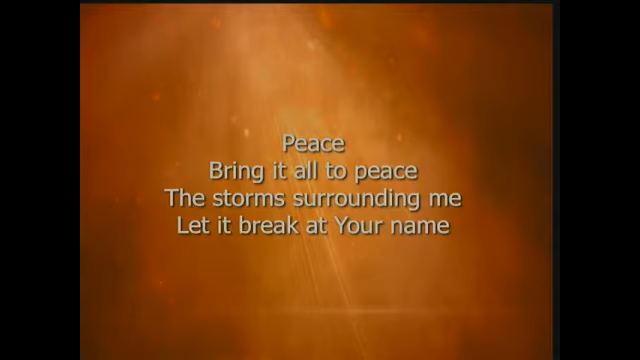 Peace
Bring it all to peace
The storms surrounding me
Let it break at Your name